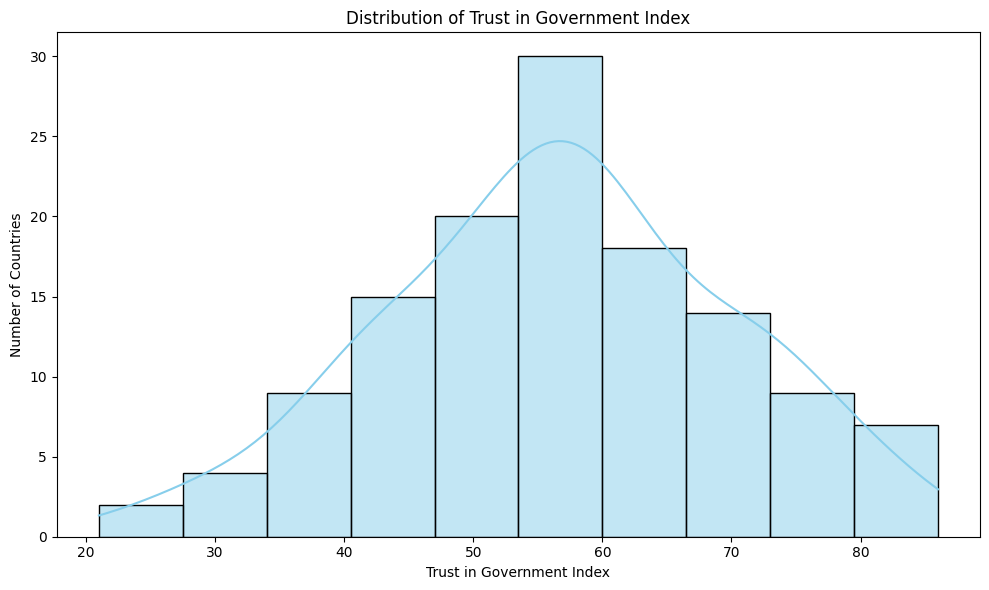 Distribution of Trust in Government Index
Number of Countries
30
25
20
15
10
5
0
20 30 40 50 60 70 80
Trust in Government Index